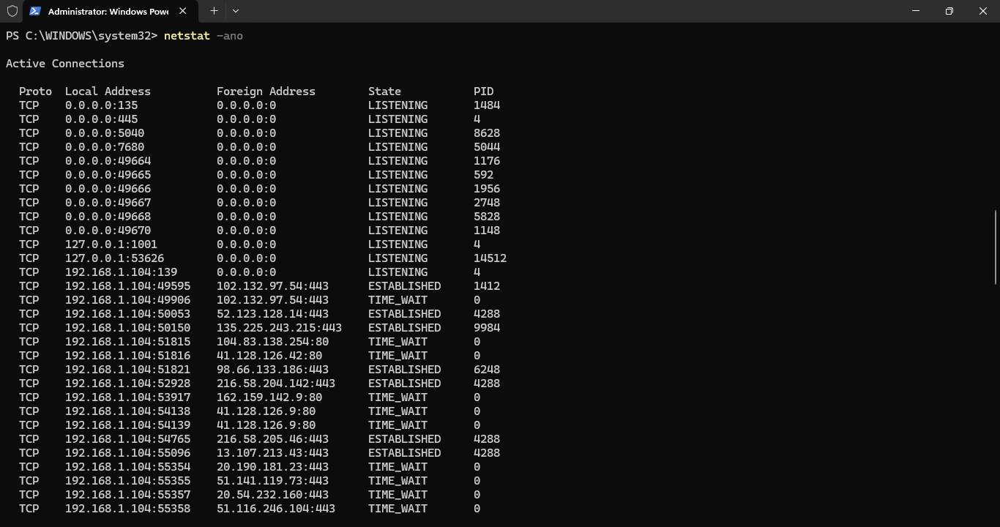 Administrator: Windows Powe
PS C:\WINDOWS\system32> netstat -ano
Active Connections
Proto  Local Address          Foreign Address        State           PID
TCP    0.0.0.0:135            0.0.0.0:0              LISTENING       1484
TCP    0.0.0.0:445            0.0.0.0:0              LISTENING       4
TCP    0.0.0.0:5040           0.0.0.0:0              LISTENING       8628
TCP    0.0.0.0:7680           0.0.0.0:0              LISTENING       5044
TCP    0.0.0.0:49664          0.0.0.0:0              LISTENING       1176
TCP    0.0.0.0:49665          0.0.0.0:0              LISTENING       592
TCP    0.0.0.0:49666          0.0.0.0:0              LISTENING       1956
TCP    0.0.0.0:49667          0.0.0.0:0              LISTENING       2748
TCP    0.0.0.0:49668          0.0.0.0:0              LISTENING       5828
TCP    0.0.0.0:49670          0.0.0.0:0              LISTENING       1148
TCP    127.0.0.1:1001         0.0.0.0:0              LISTENING       4
TCP    127.0.0.1:53626        0.0.0.0:0              LISTENING       14512
TCP    192.168.1.104:139      0.0.0.0:0              LISTENING       4
TCP    192.168.1.104:49595    102.132.97.54:443      ESTABLISHED     1412
TCP    192.168.1.104:49906    102.132.97.54:443      TIME_WAIT       0
TCP    192.168.1.104:50053    52.123.128.14:443      ESTABLISHED     4288
TCP    192.168.1.104:50150    135.225.243.215:443    ESTABLISHED     9984
TCP    192.168.1.104:51815    104.83.138.254:80      TIME_WAIT       0
TCP    192.168.1.104:51816    41.128.126.42:80       TIME_WAIT       0
TCP    192.168.1.104:51821    98.66.133.186:443      ESTABLISHED     6248
TCP    192.168.1.104:52928    216.58.204.142:443     ESTABLISHED     4288
TCP    192.168.1.104:53917    162.159.142.9:80       TIME_WAIT       0
TCP    192.168.1.104:54138    41.128.126.9:80        TIME_WAIT       0
TCP    192.168.1.104:54139    41.128.126.9:80        TIME_WAIT       0
TCP    192.168.1.104:54765    216.58.205.46:443      ESTABLISHED     4288
TCP    192.168.1.104:55096    13.107.213.43:443      ESTABLISHED     4288
TCP    192.168.1.104:55354    20.190.181.23:443      TIME_WAIT       0
TCP    192.168.1.104:55355    51.141.119.73:443      TIME_WAIT       0
TCP    192.168.1.104:55357    20.54.232.160:443      TIME_WAIT       0
TCP    192.168.1.104:55358    51.116.246.104:443     TIME_WAIT       0